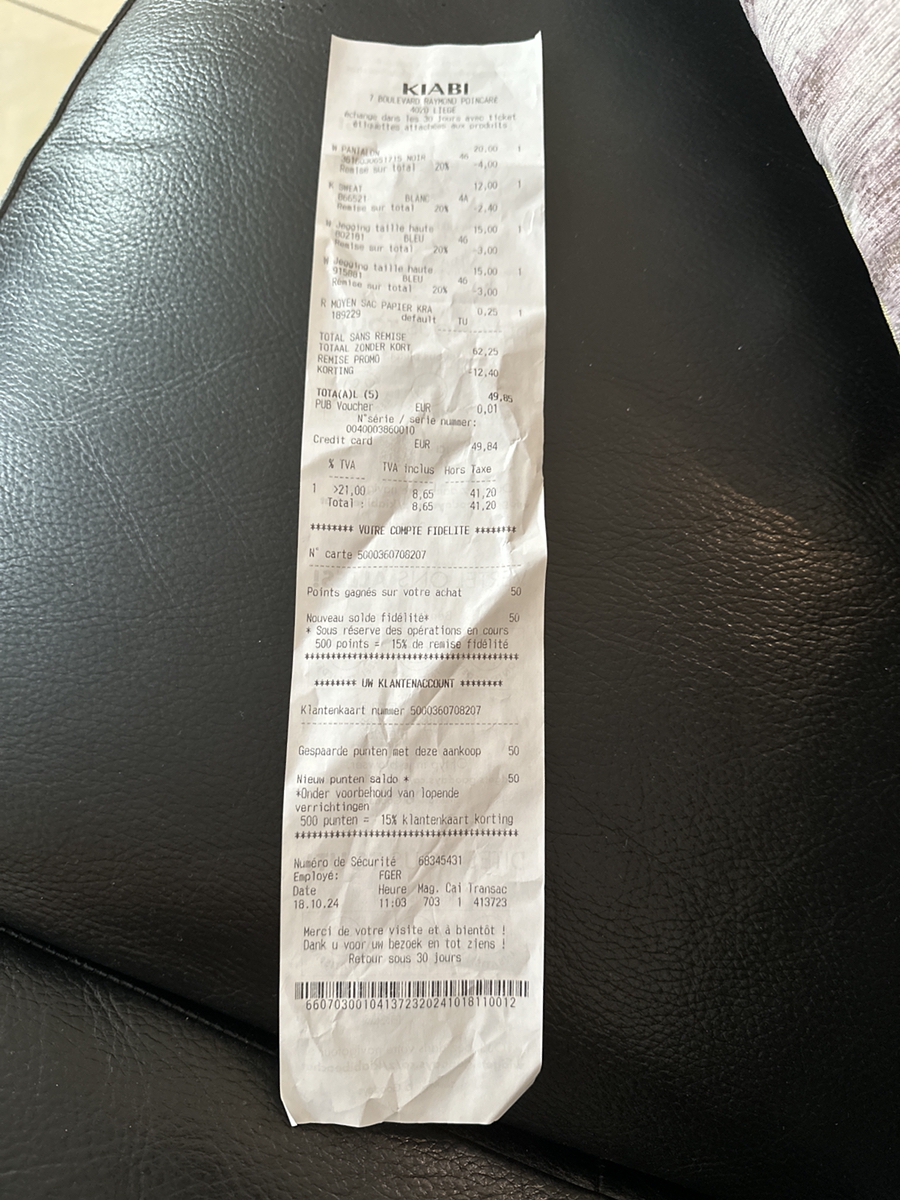 KIABI
7 BOULEVARD RAYMOND POINCARE
LIEGE
échange dans les 30 jours avec ticket
étiquettes attachées aux produits
W PANTALON 20,00 1
NOIR 46
Remise sur total 20% -4,00
K SWEAT 12,00 1
BLANC 4A
Remise sur total 20% -2,40
W Jegging taille haute 15,00
BLEU 46
Remise sur total 20% -3,00
W Jegging taille haute 15,00 1
BLEU 46
Remise sur total 20% -3,00
R MOYEN SAC PAPIER KRA 0,25 1
189229 default TU
TOTAL SANS REMISE
TOTAAL ZONDER KORT 62,25
REMISE PROMO
KORTING -12,40
TOTA(A)L (5) 49,85
PUB Voucher EUR 0,01
N°série / serie nummer:
0040003860010
Credit card EUR 49,84
% TVA TVA inclus Hors Taxe
1 >21,00 8,65 41,20
Total : 8,65 41,20
******** VOTRE COMPTE FIDELITE ********
N° carte 5000360708207
Points gagnés sur votre achat 50
Nouveau solde fidélité* 50
* Sous réserve des opérations en cours
500 points = 15% de remise fidélité
******** UW KLANTENACCOUNT ********
Klantenkaart nummer 5000360708207
Gespaarde punten met deze aankoop 50
Nieuw punten saldo * 50
*Onder voorbehoud van lopende
verrichtingen
500 punten = 15% klantenkaart korting
Numéro de Sécurité 68345431
Employé: FGER
Date Heure Mag. Cai Transac
18.10.24 11:03 703 1 413723
Merci de votre visite et à bientôt !
Dank u voor uw bezoek en tot ziens !
Retour sous 30 jours
660703001041372320241018110012